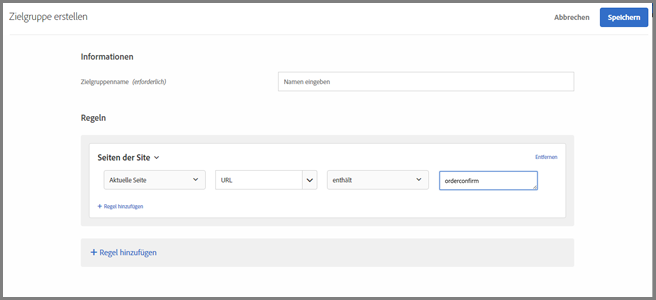 Zielgruppe erstellen
Abbrechen
Speichern
Informationen
Zielgruppenname (erforderlich)
Namen eingeben
Regeln
Seiten der Site
Entfernen
Aktuelle Seite
URL
enthält
orderconfirm
+ Regel hinzufügen
+ Regel hinzufügen